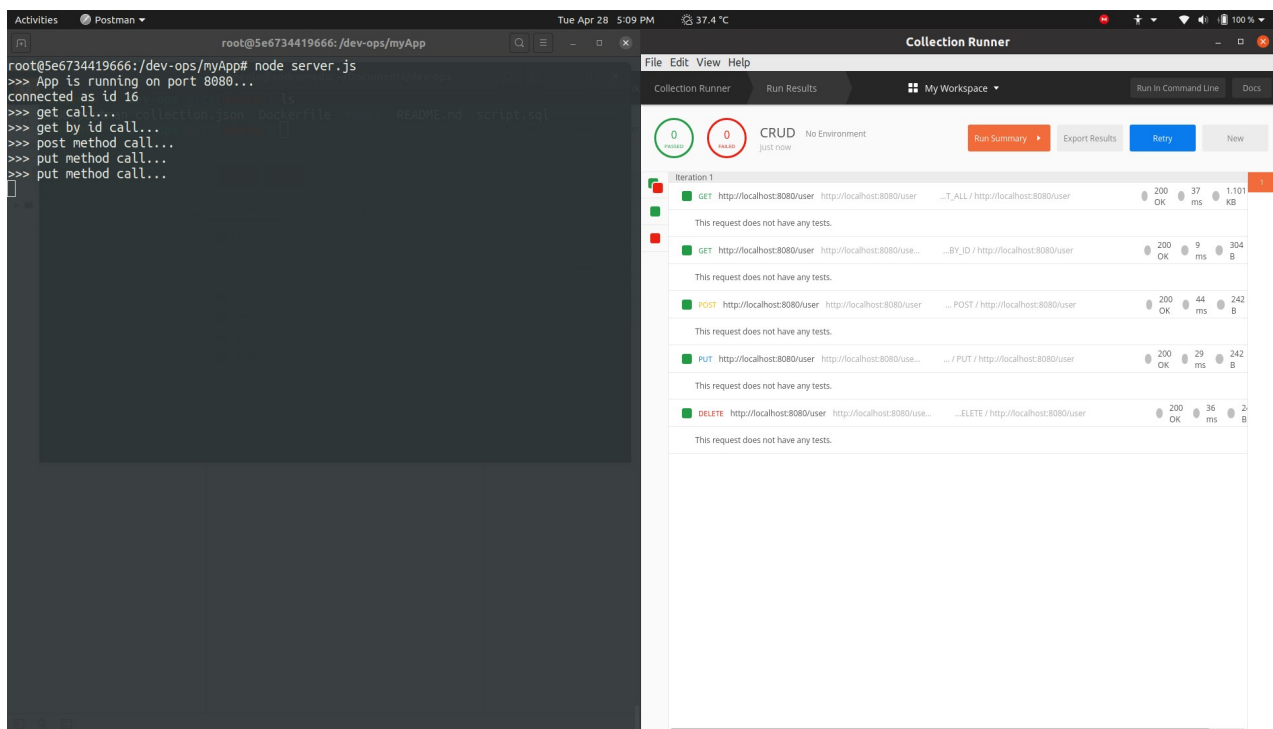 Activities Postman Tue Apr 28 5:09 PM 37.4 °C 100 %
root@5e6734419666: /dev-ops/myApp
root@5e6734419666:/dev-ops/myApp# node server.js
>>> App is running on port 8080...
connected as id 16
>>> get call...
>>> get by id call...
>>> post method call...
>>> put method call...
>>> put method call...
ls
collection.json Dockerfile README.md script.sql
Collection Runner
File Edit View Help
Collection Runner Run Results My Workspace Run In Command Line Docs
0 PASSED 0 FAILED CRUD No Environment
just now
Run Summary Export Results Retry New
Iteration 1
1
GET http://localhost:8080/user http://localhost:8080/user ...T_ALL / http://localhost:8080/user 200 OK 37 ms 1.101 KB
This request does not have any tests.
GET http://localhost:8080/user http://localhost:8080/use... ...BY_ID / http://localhost:8080/user 200 OK 9 ms 304 B
This request does not have any tests.
POST http://localhost:8080/user http://localhost:8080/user ... POST / http://localhost:8080/user 200 OK 44 ms 242 B
This request does not have any tests.
PUT http://localhost:8080/user http://localhost:8080/use... ... / PUT / http://localhost:8080/user 200 OK 29 ms 242 B
This request does not have any tests.
DELETE http://localhost:8080/user http://localhost:8080/use... ...ELETE / http://localhost:8080/user 200 OK 36 ms B
This request does not have any tests.